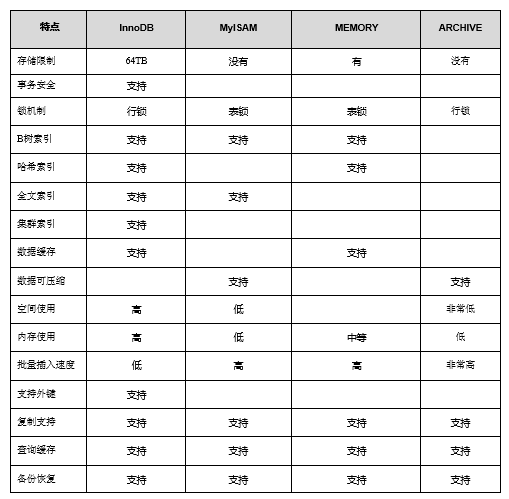 特点 InnoDB MyISAM MEMORY ARCHIVE
存储限制 64TB 没有 有 没有
事务安全 支持
锁机制 行锁 表锁 表锁 行锁
B树索引 支持 支持 支持
哈希索引 支持 支持
全文索引 支持 支持
集群索引 支持
数据缓存 支持 支持
数据可压缩 支持 支持
空间使用 高 低 非常低
内存使用 高 低 中等 低
批量插入速度 低 高 高 非常高
支持外键 支持
复制支持 支持 支持 支持 支持
查询缓存 支持 支持 支持 支持
备份恢复 支持 支持 支持 支持